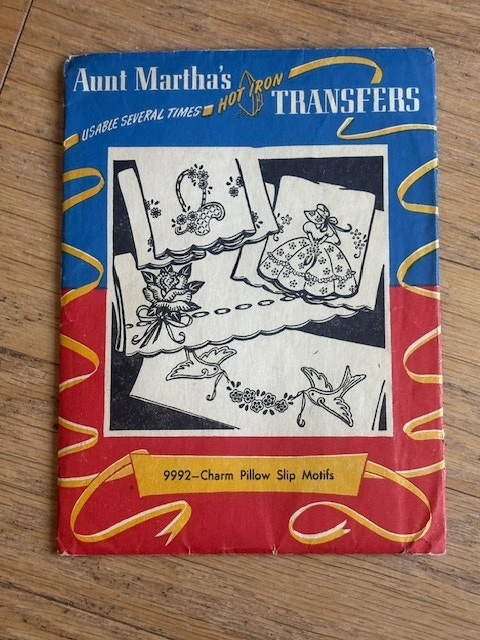 Aunt Martha's
HOT IRON
TRANSFERS
USABLE SEVERAL TIMES
9992—Charm Pillow Slip Motifs